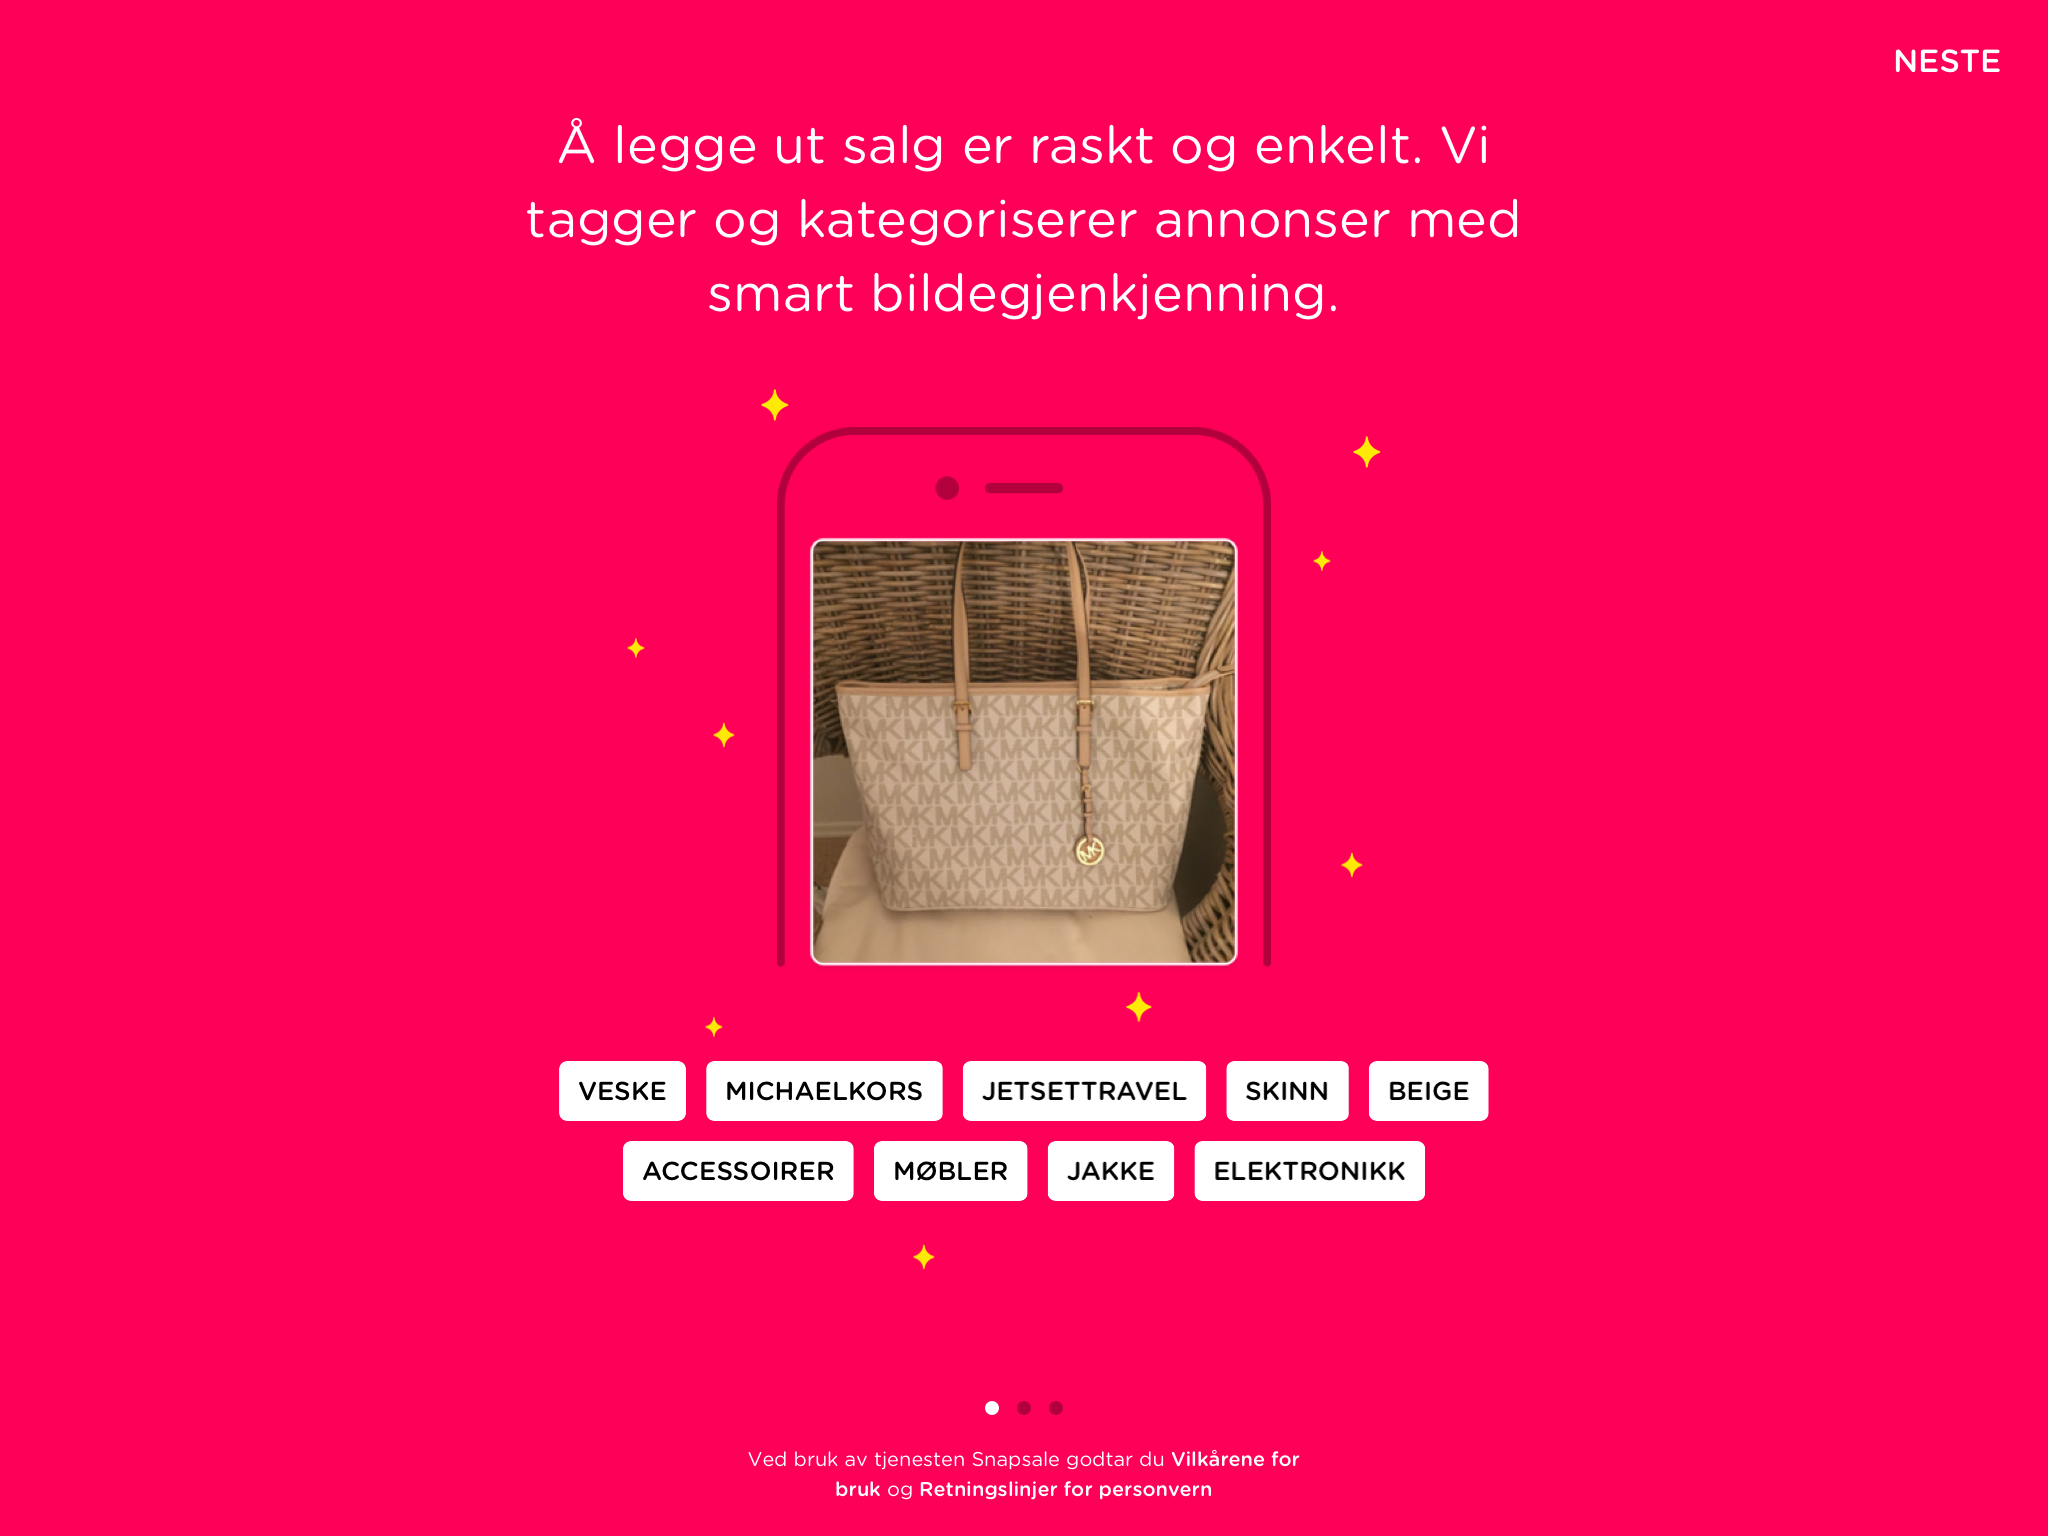 NESTE
Å legge ut salg er raskt og enkelt. Vi
tagger og kategoriserer annonser med
smart bildegjenkjenning.
MK
VESKE MICHAELKORS JETSETTRAVEL SKINN BEIGE
ACCESSOIRER MØBLER JAKKE ELEKTRONIKK
Ved bruk av tjenesten Snapsale godtar du Vilkårene for
bruk og Retningslinjer for personvern